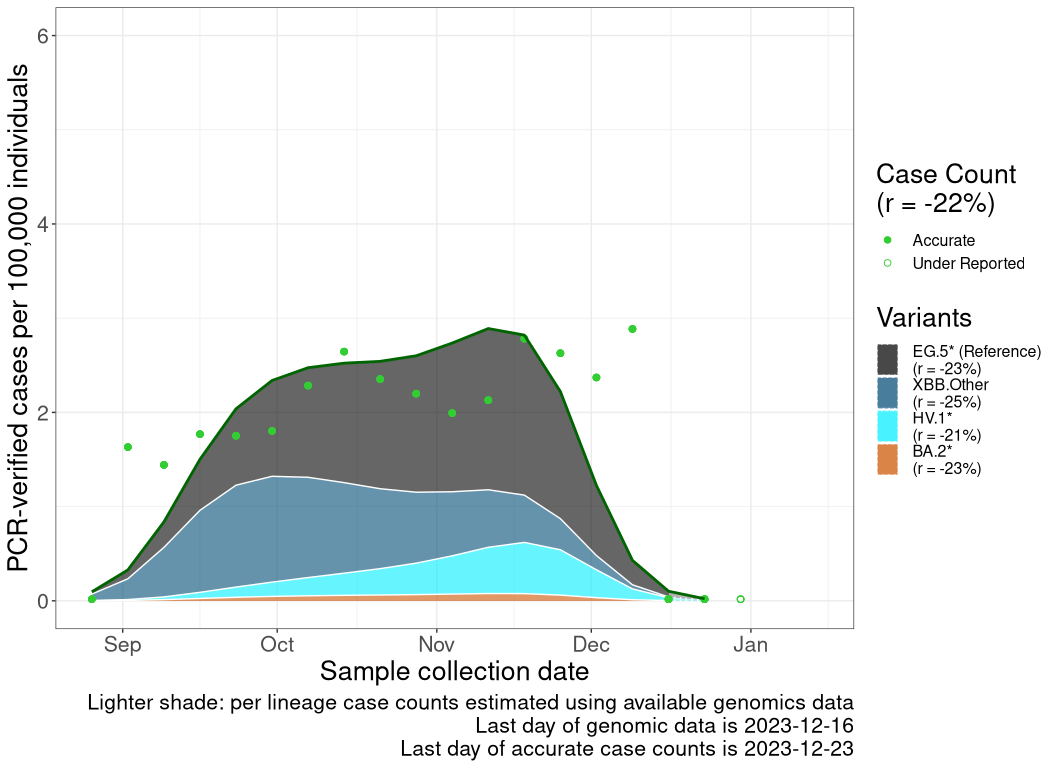 PCR-verified cases per 100,000 individuals
6
4
2
0
Sep
Oct
Nov
Dec
Jan
Sample collection date
Lighter shade: per lineage case counts estimated using available genomics data
Last day of genomic data is 2023-12-16
Last day of accurate case counts is 2023-12-23
Case Count
(r = -22%)
Accurate
Under Reported
Variants
EG.5* (Reference)
(r = -23%)
XBB.Other
(r = -25%)
HV.1*
(r = -21%)
BA.2*
(r = -23%)